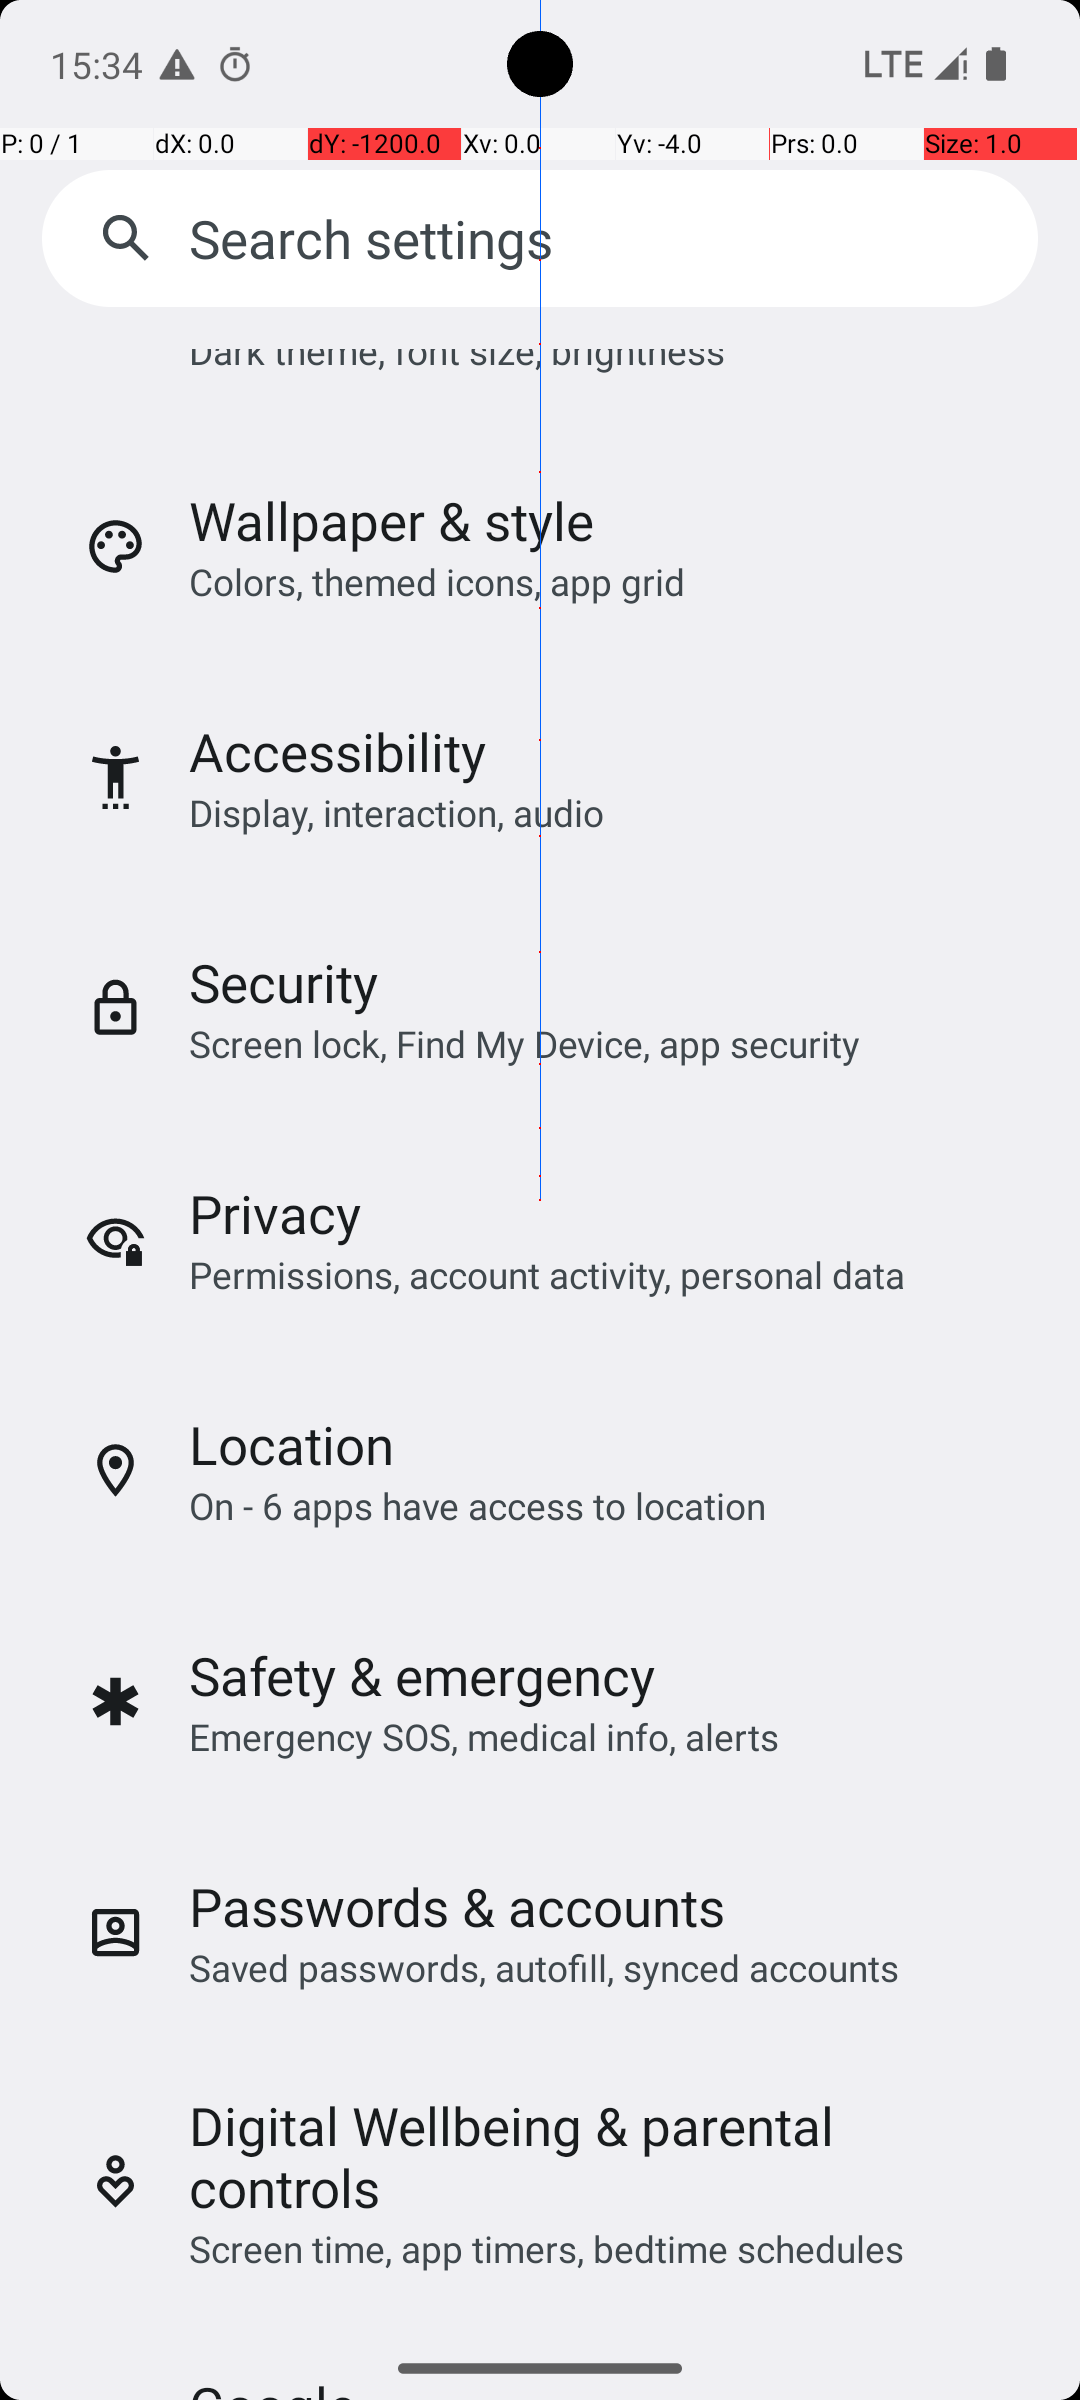 15:34
LTE
P: 0 / 1 dX: 0.0 dY: -1200.0 Xv: 0.0 Yv: -4.0 Prs: 0.0 Size: 1.0
Search settings
Dark theme, font size, brightness
Wallpaper & style
Colors, themed icons, app grid
Accessibility
Display, interaction, audio
Security
Screen lock, Find My Device, app security
Privacy
Permissions, account activity, personal data
Location
On - 6 apps have access to location
Safety & emergency
Emergency SOS, medical info, alerts
Passwords & accounts
Saved passwords, autofill, synced accounts
Digital Wellbeing & parental
controls
Screen time, app timers, bedtime schedules
Google